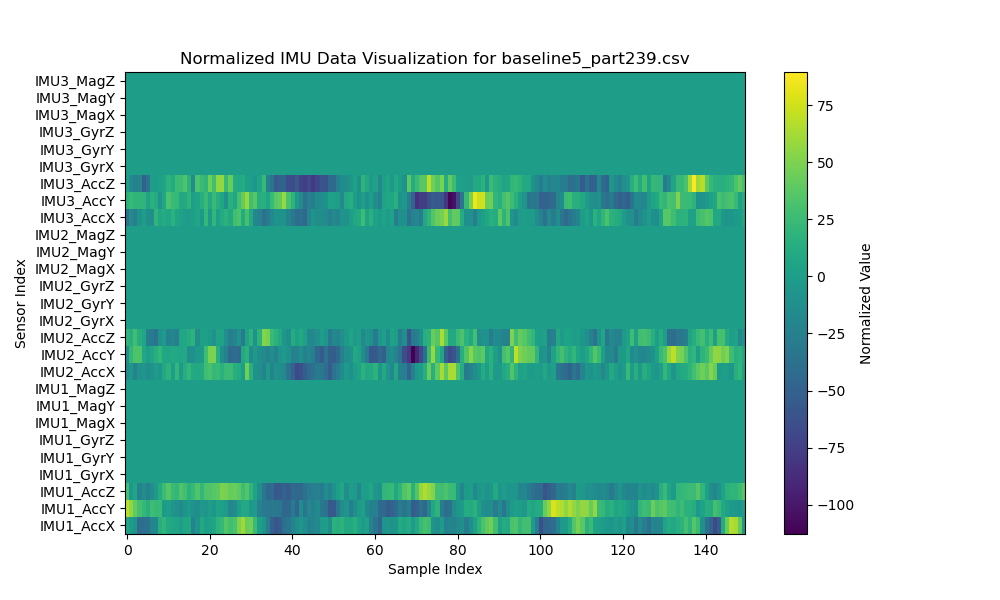 Normalized IMU Data Visualization for baseline5_part239.csv
IMU3_MagZ
IMU3_MagY
IMU3_MagX
IMU3_GyrZ
IMU3_GyrY
IMU3_GyrX
IMU3_AccZ
IMU3_AccY
IMU3_AccX
IMU2_MagZ
IMU2_MagY
IMU2_MagX
IMU2_GyrZ
IMU2_GyrY
IMU2_GyrX
IMU2_AccZ
IMU2_AccY
IMU2_AccX
IMU1_MagZ
IMU1_MagY
IMU1_MagX
IMU1_GyrZ
IMU1_GyrY
IMU1_GyrX
IMU1_AccZ
IMU1_AccY
IMU1_AccX
Sensor Index
0 20 40 60 80 100 120 140
Sample Index
75
50
25
0
−25
−50
−75
−100
Normalized Value